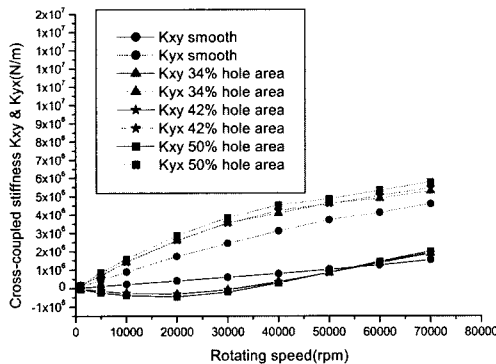 2x10⁷
1x10⁷
1x10⁷
1x10⁷
1x10⁷
1x10⁷
9x10⁶
8x10⁶
7x10⁶
6x10⁶
5x10⁶
4x10⁶
3x10⁶
2x10⁶
1x10⁶
0
-1x10⁶
Cross-coupled stiffness Kxy & Kyx(N/m)
Kxy smooth
Kyx smooth
Kxy 34% hole area
Kyx 34% hole area
Kxy 42% hole area
Kyx 42% hole area
Kxy 50% hole area
Kyx 50% hole area
0 10000 20000 30000 40000 50000 60000 70000 80000
Rotating speed(rpm)